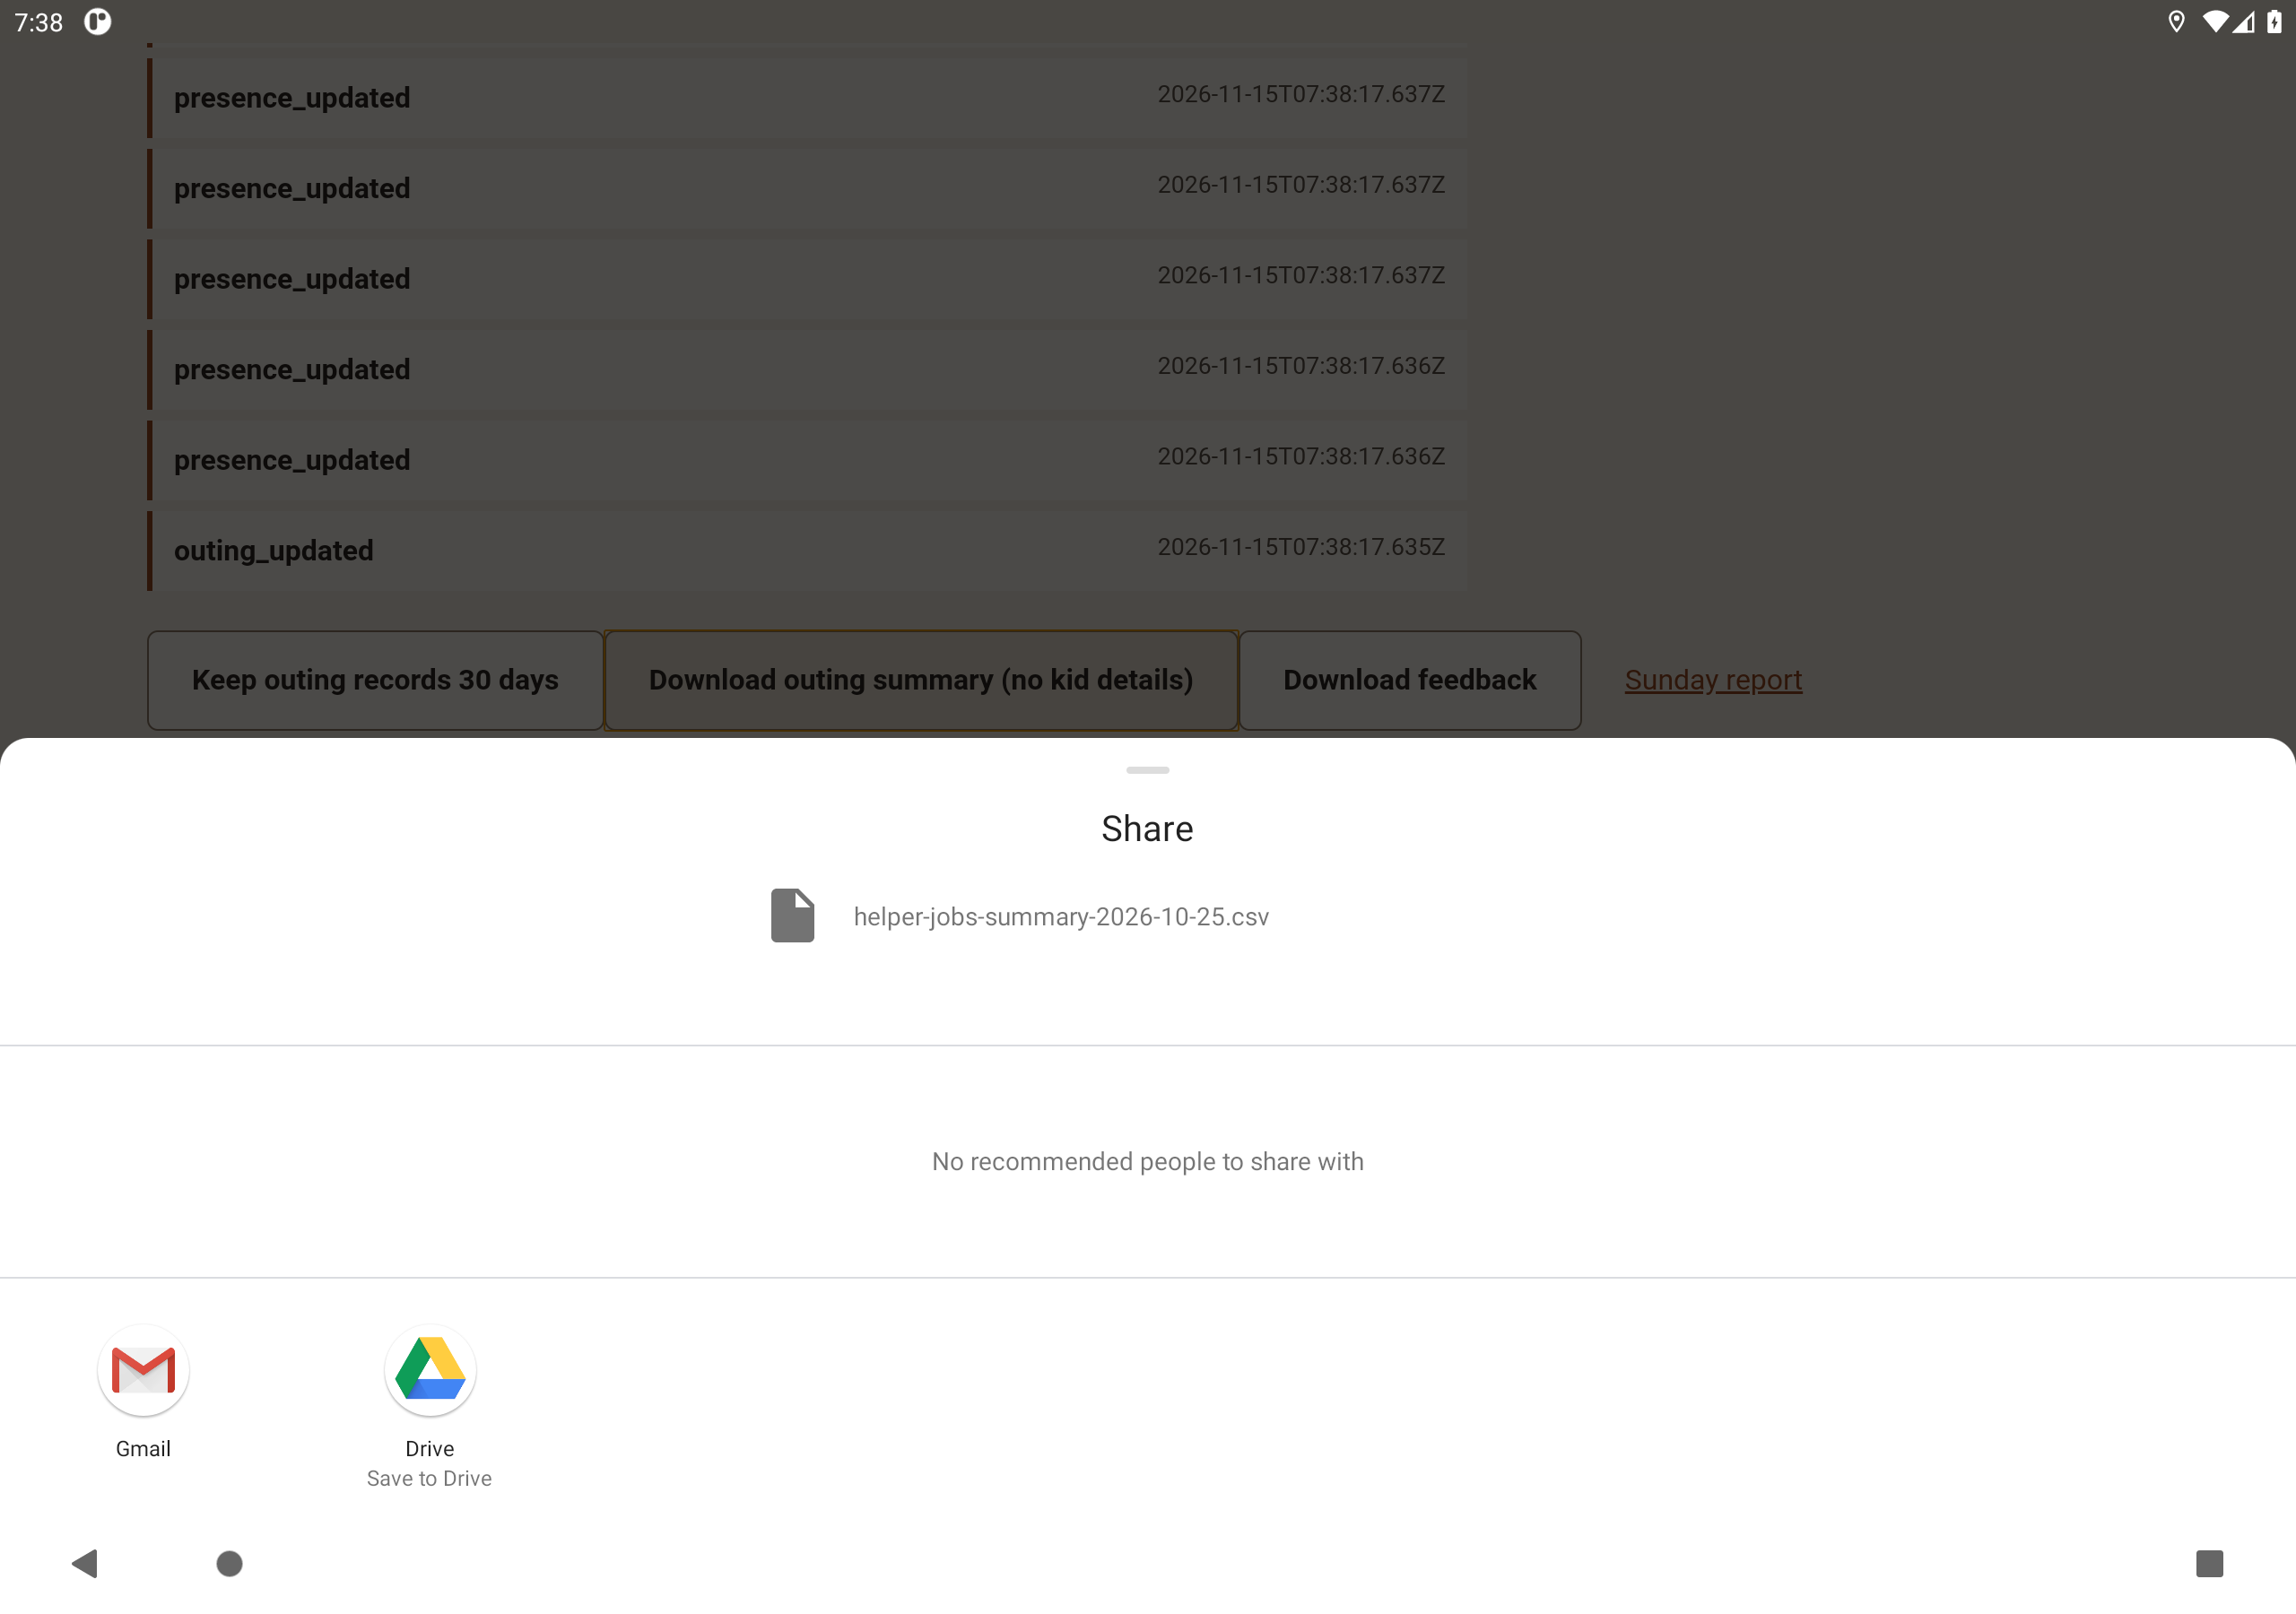 7:38
presence_updated 2026-11-15T07:38:17.637Z
presence_updated 2026-11-15T07:38:17.637Z
presence_updated 2026-11-15T07:38:17.637Z
presence_updated 2026-11-15T07:38:17.636Z
presence_updated 2026-11-15T07:38:17.636Z
outing_updated 2026-11-15T07:38:17.635Z
Keep outing records 30 days Download outing summary (no kid details) Download feedback Sunday report
Share
helper-jobs-summary-2026-10-25.csv
No recommended people to share with
Gmail Drive
Save to Drive